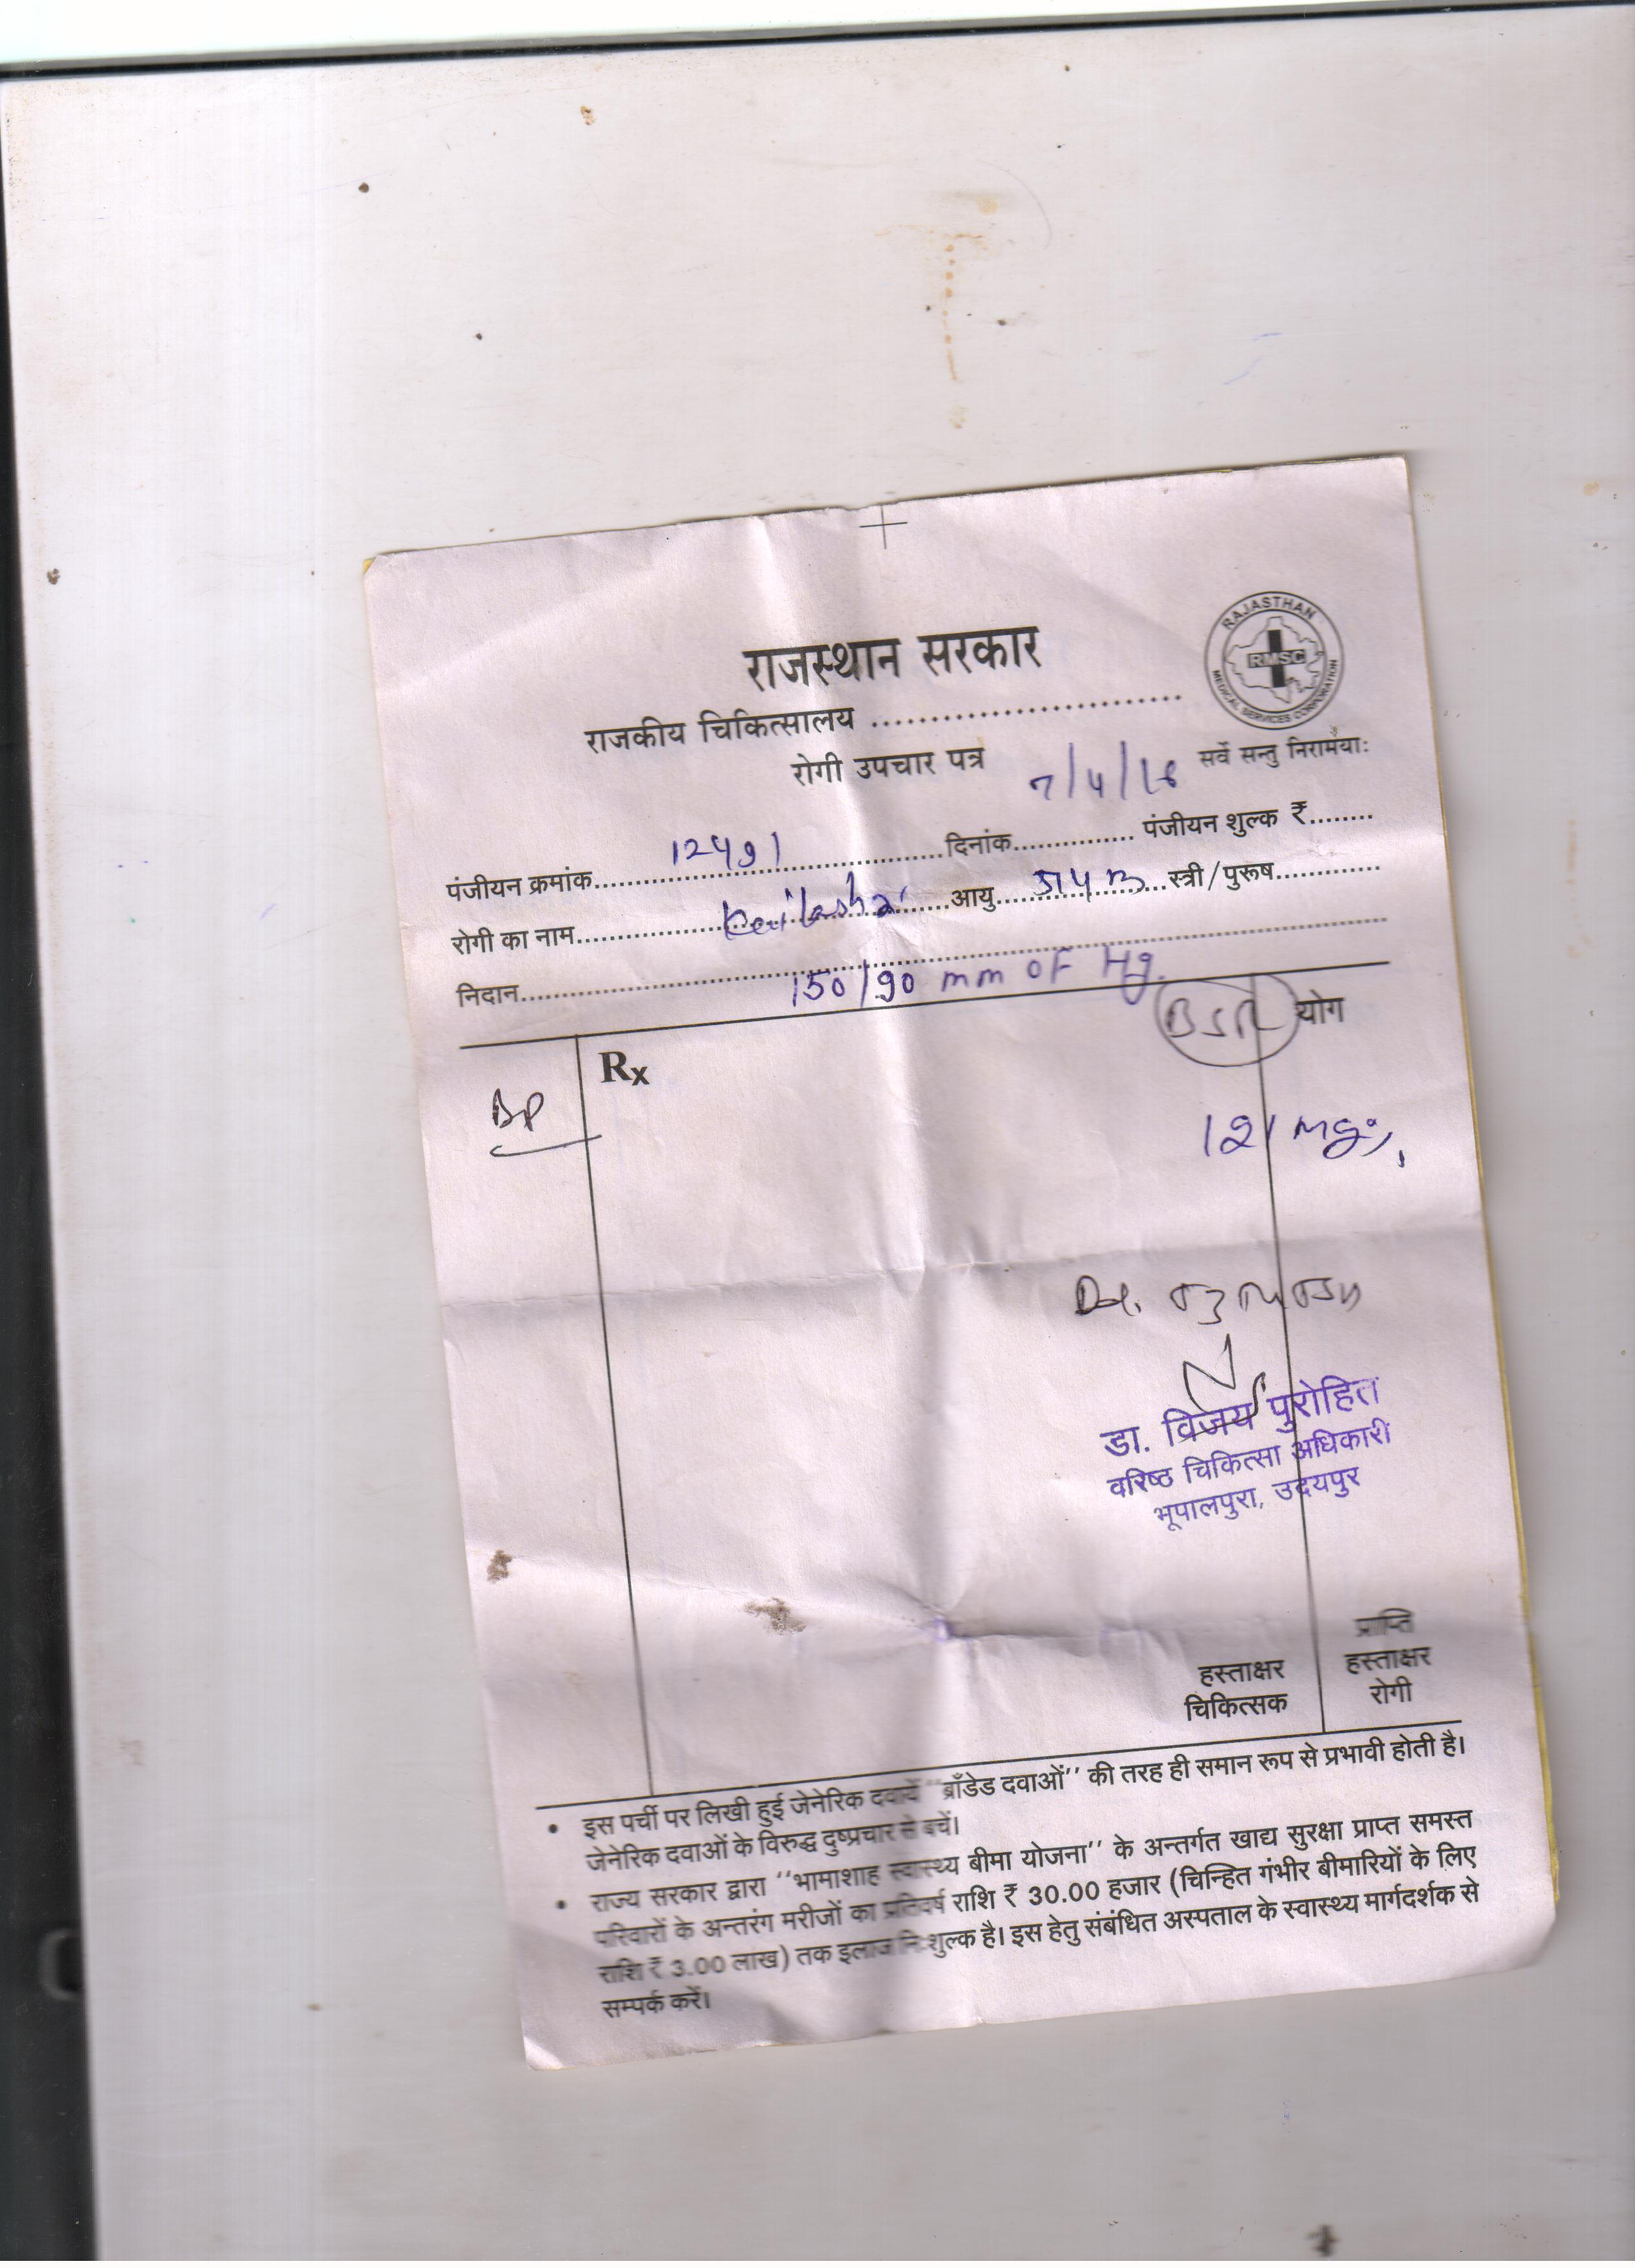 राजस्थान सरकार
RAJASTHAN
RMSC
MEDICAL SERVICES CORPORATION
राजकीय चिकित्सालय ..............................
रोगी उपचार पत्र
सर्वे सन्तु निरामयाः
7/4/16
पंजीयन क्रमांक............12491............दिनांक............... पंजीयन शुल्क ₹........
रोगी का नाम........................आयु...............स्त्री/पुरूष.............
निदान....................
150/90 mm OF Hg.
Rx
योग
BP
121 mg%
डा. विजय पुरोहित
वरिष्ठ चिकित्सा अधिकारी
भूपालपुरा, उदयपुर
हस्ताक्षर
चिकित्सक
प्राप्ति
हस्ताक्षर
रोगी
• इस पर्ची पर लिखी हुई जेनेरिक दवायें ‘‘ब्राँडेड दवाओं’’ की तरह ही समान रूप से प्रभावी होती है।
जेनेरिक दवाओं के विरुद्ध दुष्प्रचार से बचें।
• राज्य सरकार द्वारा ‘‘भामाशाह स्वास्थ्य बीमा योजना’’ के अन्तर्गत खाद्य सुरक्षा प्राप्त समस्त
परिवारों के अन्तरंग मरीजों का प्रतिवर्ष राशि ₹ 30.00 हजार (चिन्हित गंभीर बीमारियों के लिए
राशि ₹ 3.00 लाख) तक इलाज निःशुल्क है। इस हेतु संबंधित अस्पताल के स्वास्थ्य मार्गदर्शक से
सम्पर्क करें।